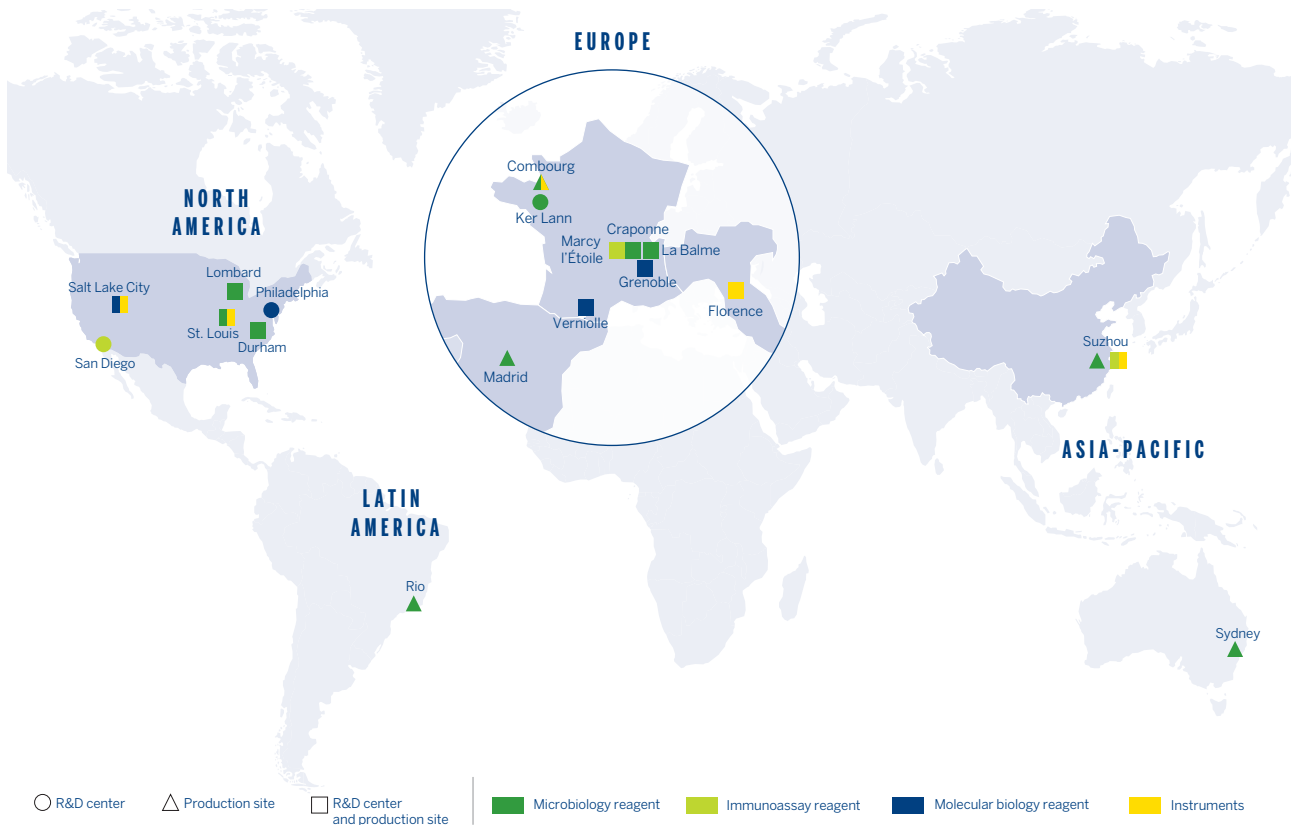 EUROPE
Combourg
Ker Lann
Craponne
Marcy
l'Étoile
La Balme
Grenoble
Florence
Verniolle
Madrid
NORTH
AMERICA
Lombard
Salt Lake City
Philadelphia
St. Louis
Durham
San Diego
Suzhou
ASIA-PACIFIC
LATIN
AMERICA
Rio
Sydney
R&D center
Production site
R&D center
and production site
Microbiology reagent
Immunoassay reagent
Molecular biology reagent
Instruments